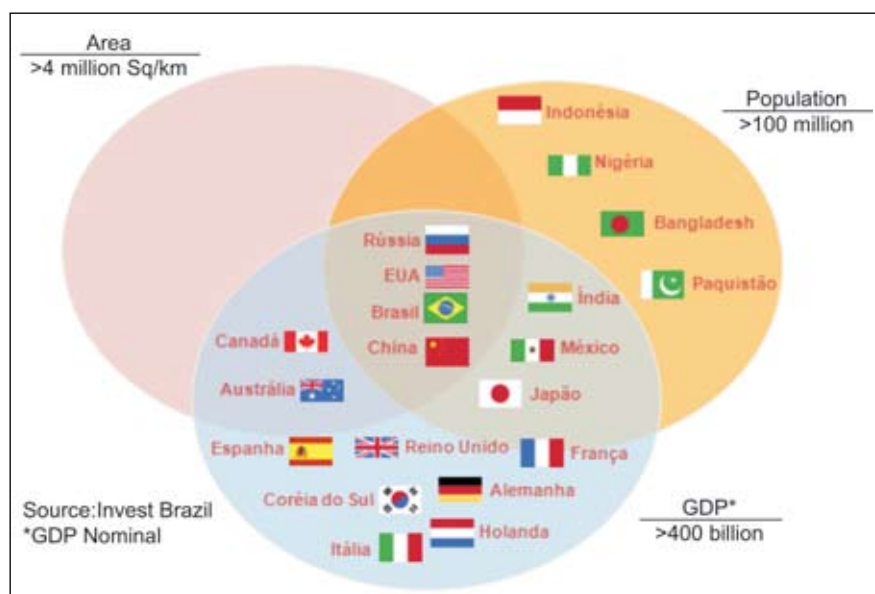 Area
>4 million Sq/km
Population
>100 million
Indonésia
Nigéria
Bangladesh
Paquistão
Rússia
EUA
Brasil
China
Índia
México
Japão
Canadá
Austrália
Espanha
Reino Unido
França
Coréia do Sul
Alemanha
Itália
Holanda
Source:Invest Brazil
*GDP Nominal
GDP*
>400 billion